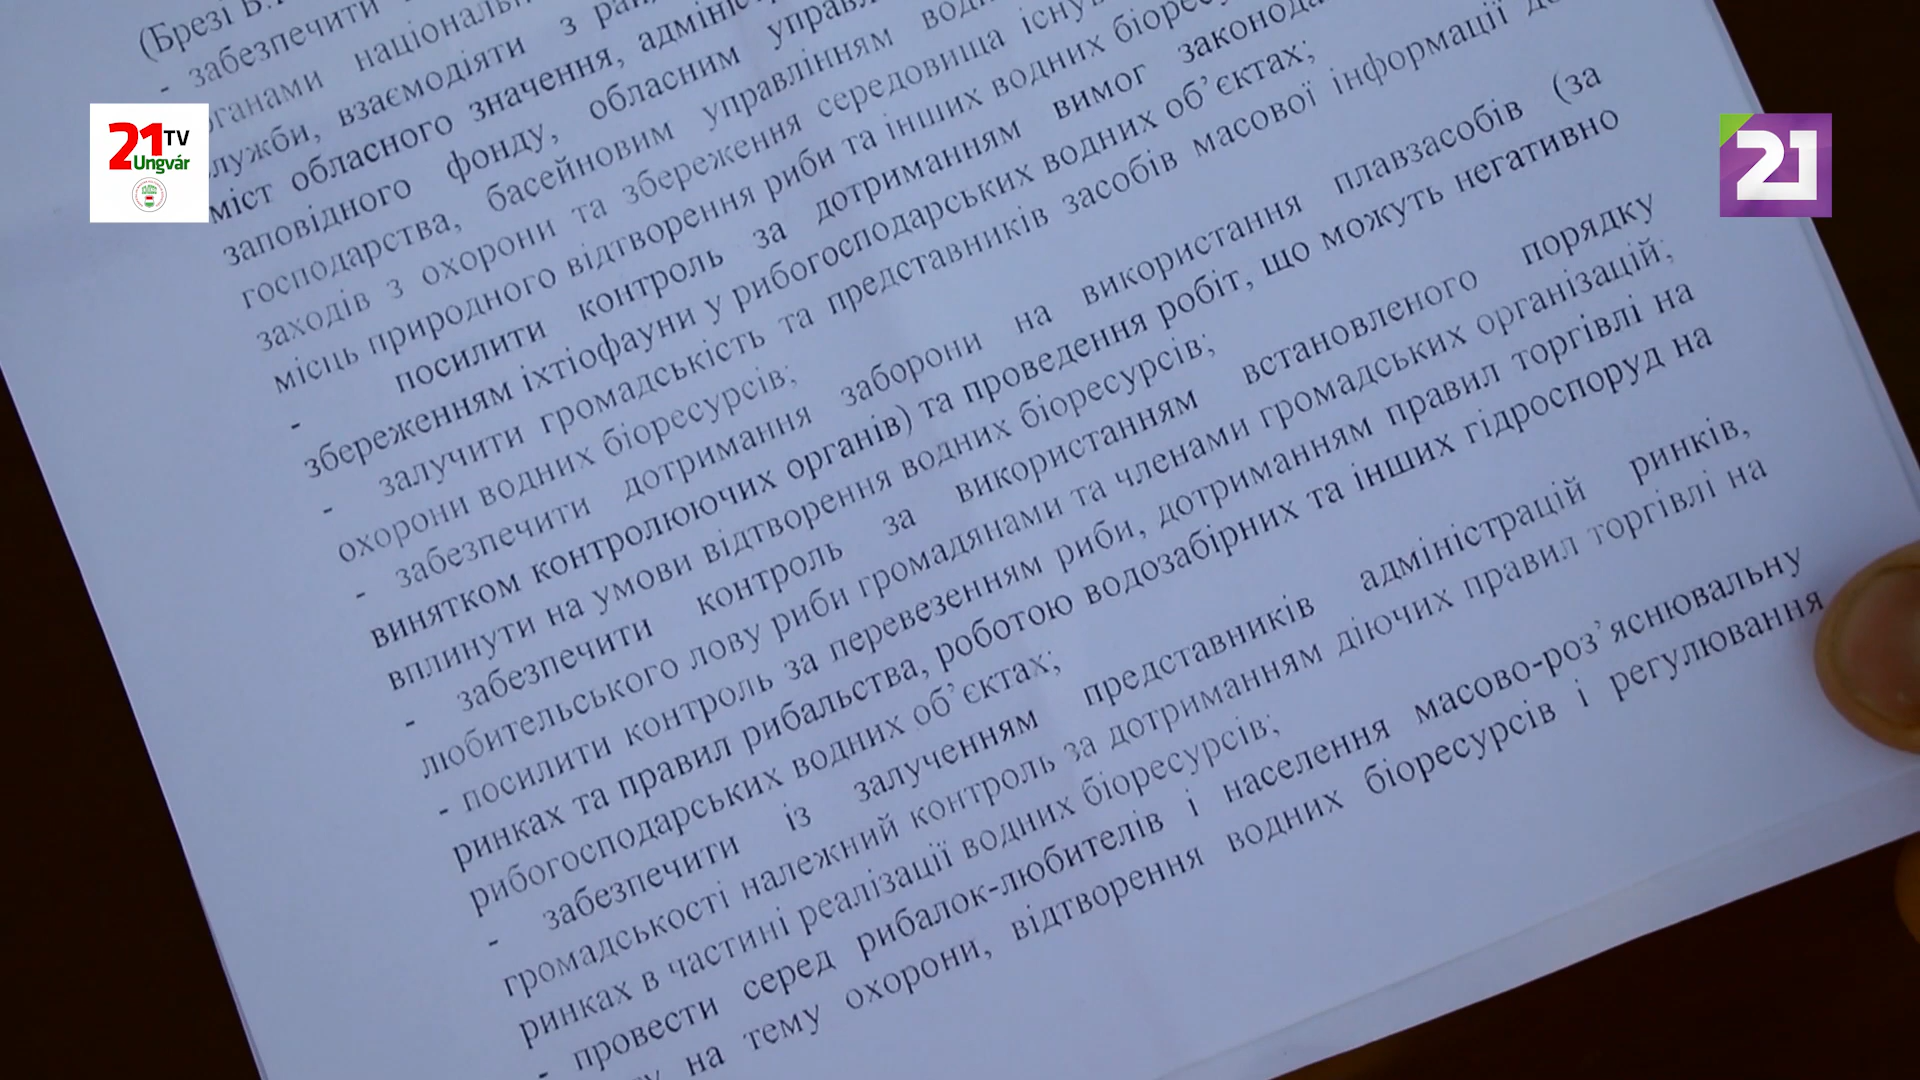 21 TV
Ungvár
21
(Брезі В.
- забезпечити
органами національн
служби, взаємодіяти з рай
міст обласного значення, адмініс
заповідного фонду, обласним управл
господарства, басейновим управлінням вод
заходів з охорони та збереження середовища існу
місць природного відтворення риби та інших водних біоресу
- посилити контроль за дотриманням вимог законода
збереженням іхтіофауни у рибогосподарських водних об’єктах;
- залучити громадськість та представників засобів масової інформації до
охорони водних біоресурсів;
- забезпечити дотримання заборони на використання плавзасобів (за
винятком контролюючих органів) та проведення робіт, що можуть негативно
вплинути на умови відтворення водних біоресурсів;
- забезпечити контроль за використанням встановленого порядку
любительського лову риби громадянами та членами громадських організацій;
- посилити контроль за перевезенням риби, дотриманням правил торгівлі на
ринках та правил рибальства, роботою водозабірних та інших гідроспоруд на
рибогосподарських водних об’єктах;
- забезпечити із залученням представників адміністрацій ринків,
громадськості належний контроль за дотриманням діючих правил торгівлі на
ринках в частині реалізації водних біоресурсів;
- провести серед рибалок-любителів і населення масово-роз’яснювальну
на тему охорони, відтворення водних біоресурсів і регулювання